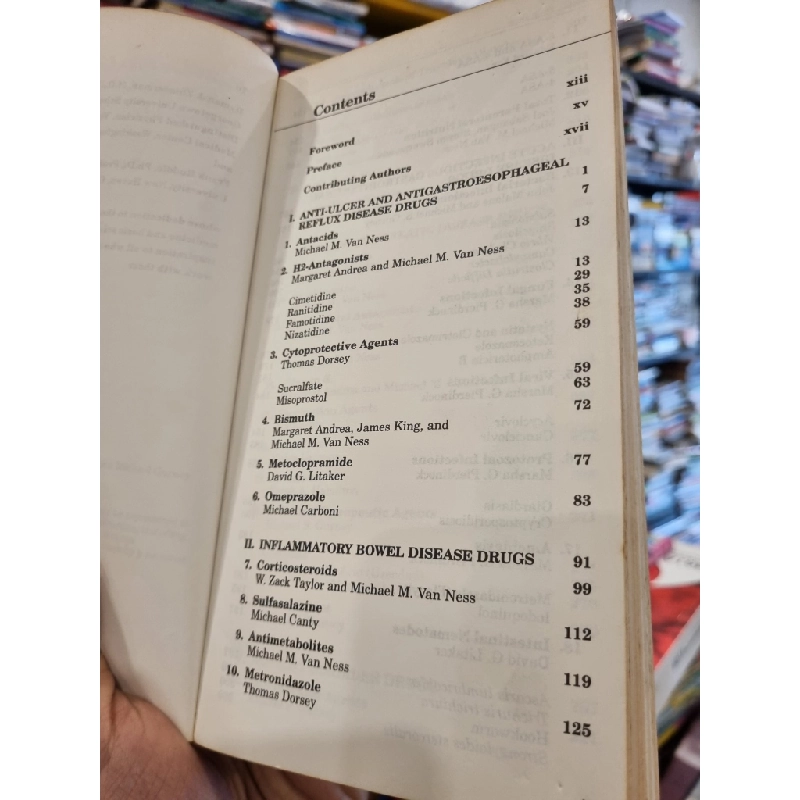 Contents
Foreword xiii
Preface xv
Contributing Authors xvii
I. ANTI-ULCER AND ANTIGASTROESOPHAGEAL
REFLUX DISEASE DRUGS 1
1. Antacids 7
Michael M. Van Ness
2. H2-Antagonists 13
Margaret Andrea and Michael M. Van Ness
Cimetidine 13
Ranitidine 29
Famotidine 35
Nizatidine 38
3. Cytoprotective Agents 59
Thomas Dorsey
Sucralfate 59
Misoprostol 63
4. Bismuth 72
Margaret Andrea, James King, and
Michael M. Van Ness
5. Metoclopramide 77
David G. Litaker
6. Omeprazole 83
Michael Carboni
II. INFLAMMATORY BOWEL DISEASE DRUGS 91
7. Corticosteroids 99
W. Zack Taylor and Michael M. Van Ness
8. Sulfasalazine 112
Michael Canty
9. Antimetabolites 119
Michael M. Van Ness
10. Metronidazole 125
Thomas Dorsey